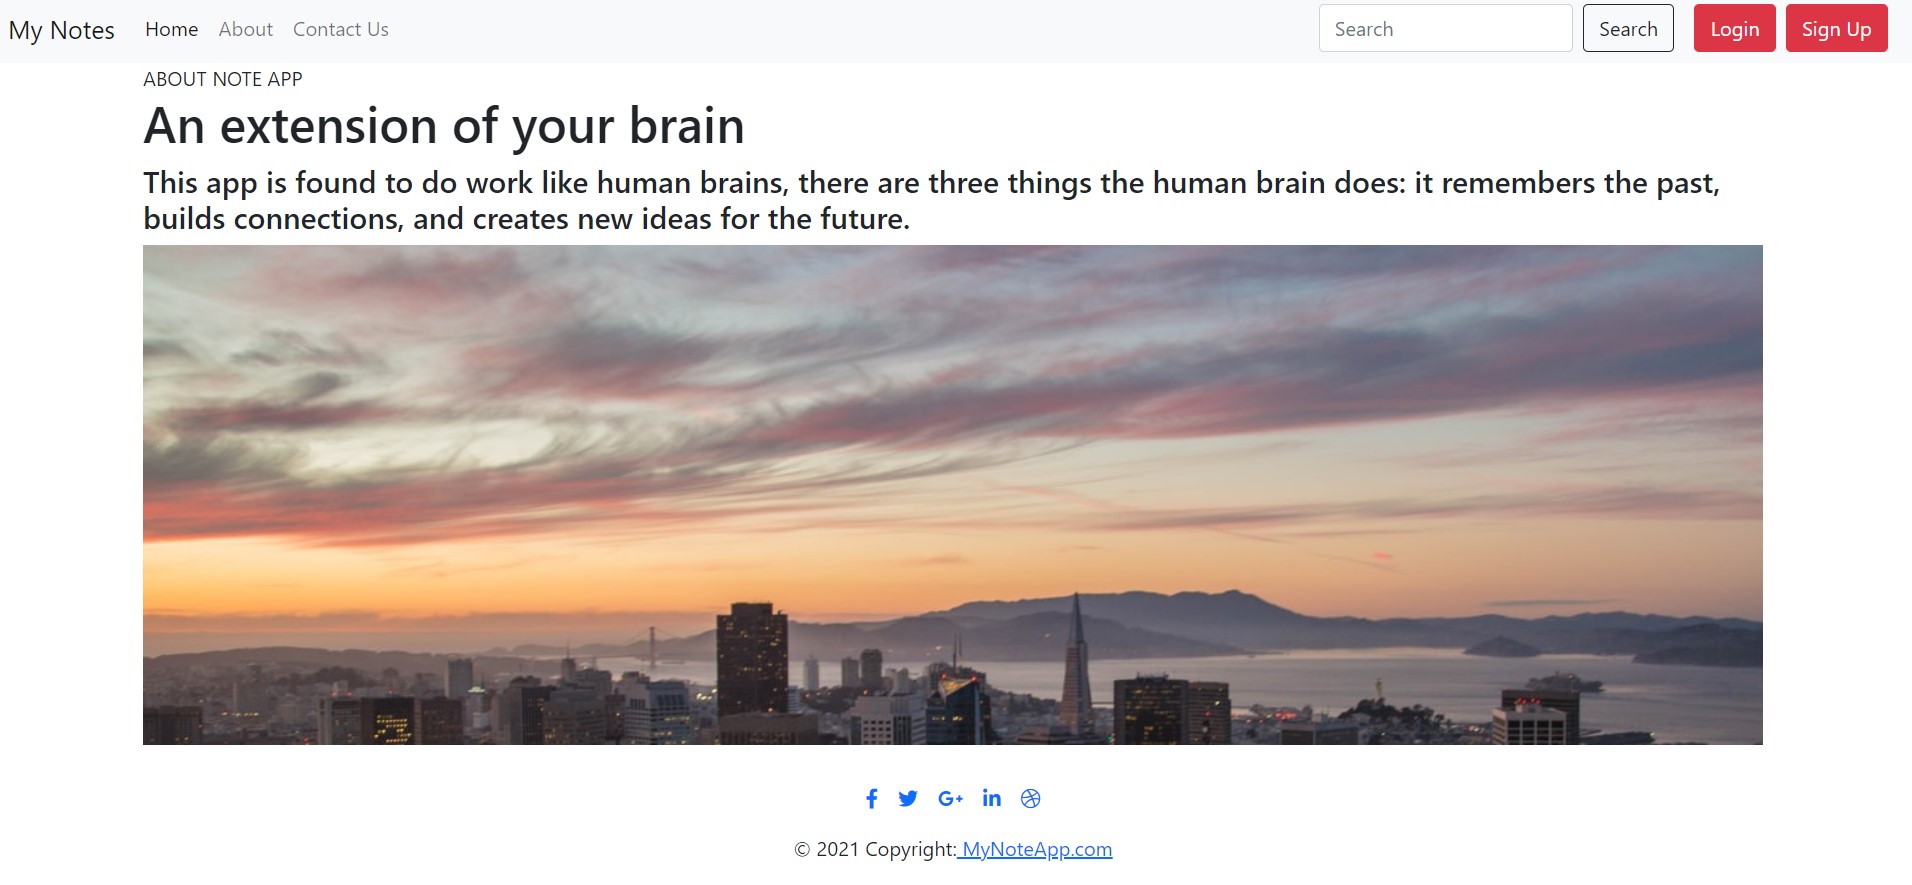 My Notes Home About Contact Us Search Search Login Sign Up
ABOUT NOTE APP
An extension of your brain
This app is found to do work like human brains, there are three things the human brain does: it remembers the past,
builds connections, and creates new ideas for the future.
© 2021 Copyright: MyNoteApp.com